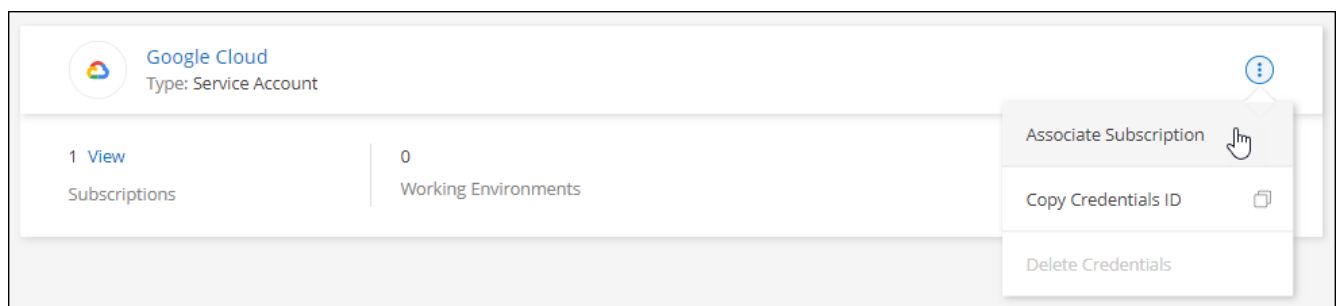 Google Cloud
Type: Service Account
1 View
Subscriptions
0
Working Environments
Associate Subscription
Copy Credentials ID
Delete Credentials